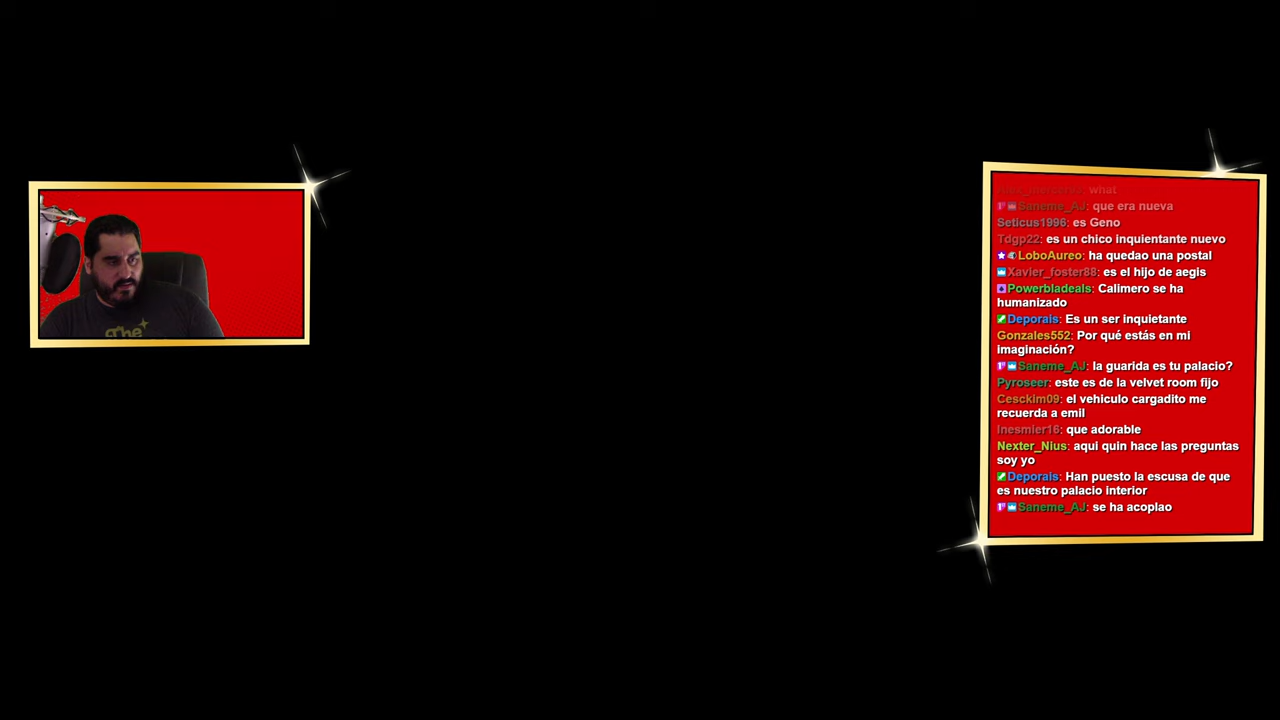 The
what
Saneme_AJ: que era nueva
Seticus1996: es Geno
Tdgp22: es un chico inquientante nuevo
LoboAureo: ha quedao una postal
Xavier_foster88: es el hijo de aegis
Powerbladeals: Calimero se ha
humanizado
Deporais: Es un ser inquietante
Gonzales552: Por qué estás en mi
imaginación?
Saneme_AJ: la guarida es tu palacio?
Pyroseer: este es de la velvet room fijo
Cesckim09: el vehiculo cargadito me
recuerda a emil
Inesmier16: que adorable
Nexter_Nius: aqui quin hace las preguntas
soy yo
Deporais: Han puesto la escusa de que
es nuestro palacio interior
Saneme_AJ: se ha acoplao